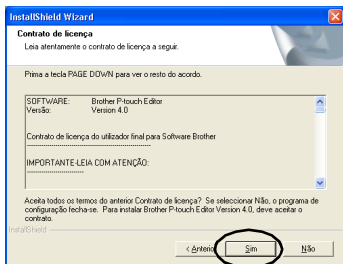 InstallShield Wizard
Contrato de licença
Leia atentamente o contrato de licença a seguir.
Prima a tecla PAGE DOWN para ver o resto do acordo.
SOFTWARE: Brother P-touch Editor
Versão: Version 4.0
Contrato de licença do utilizador final para Software Brother
------------------------------------------------------------
IMPORTANTE-LEIA COM ATENÇÃO:
----------------------------
Aceita todos os termos do anterior Contrato de licença? Se seleccionar Não, o programa de
configuração fecha-se. Para instalar Brother P-touch Editor Version 4.0, deve aceitar o
contrato.
InstallShield
< Anterior Sim Não